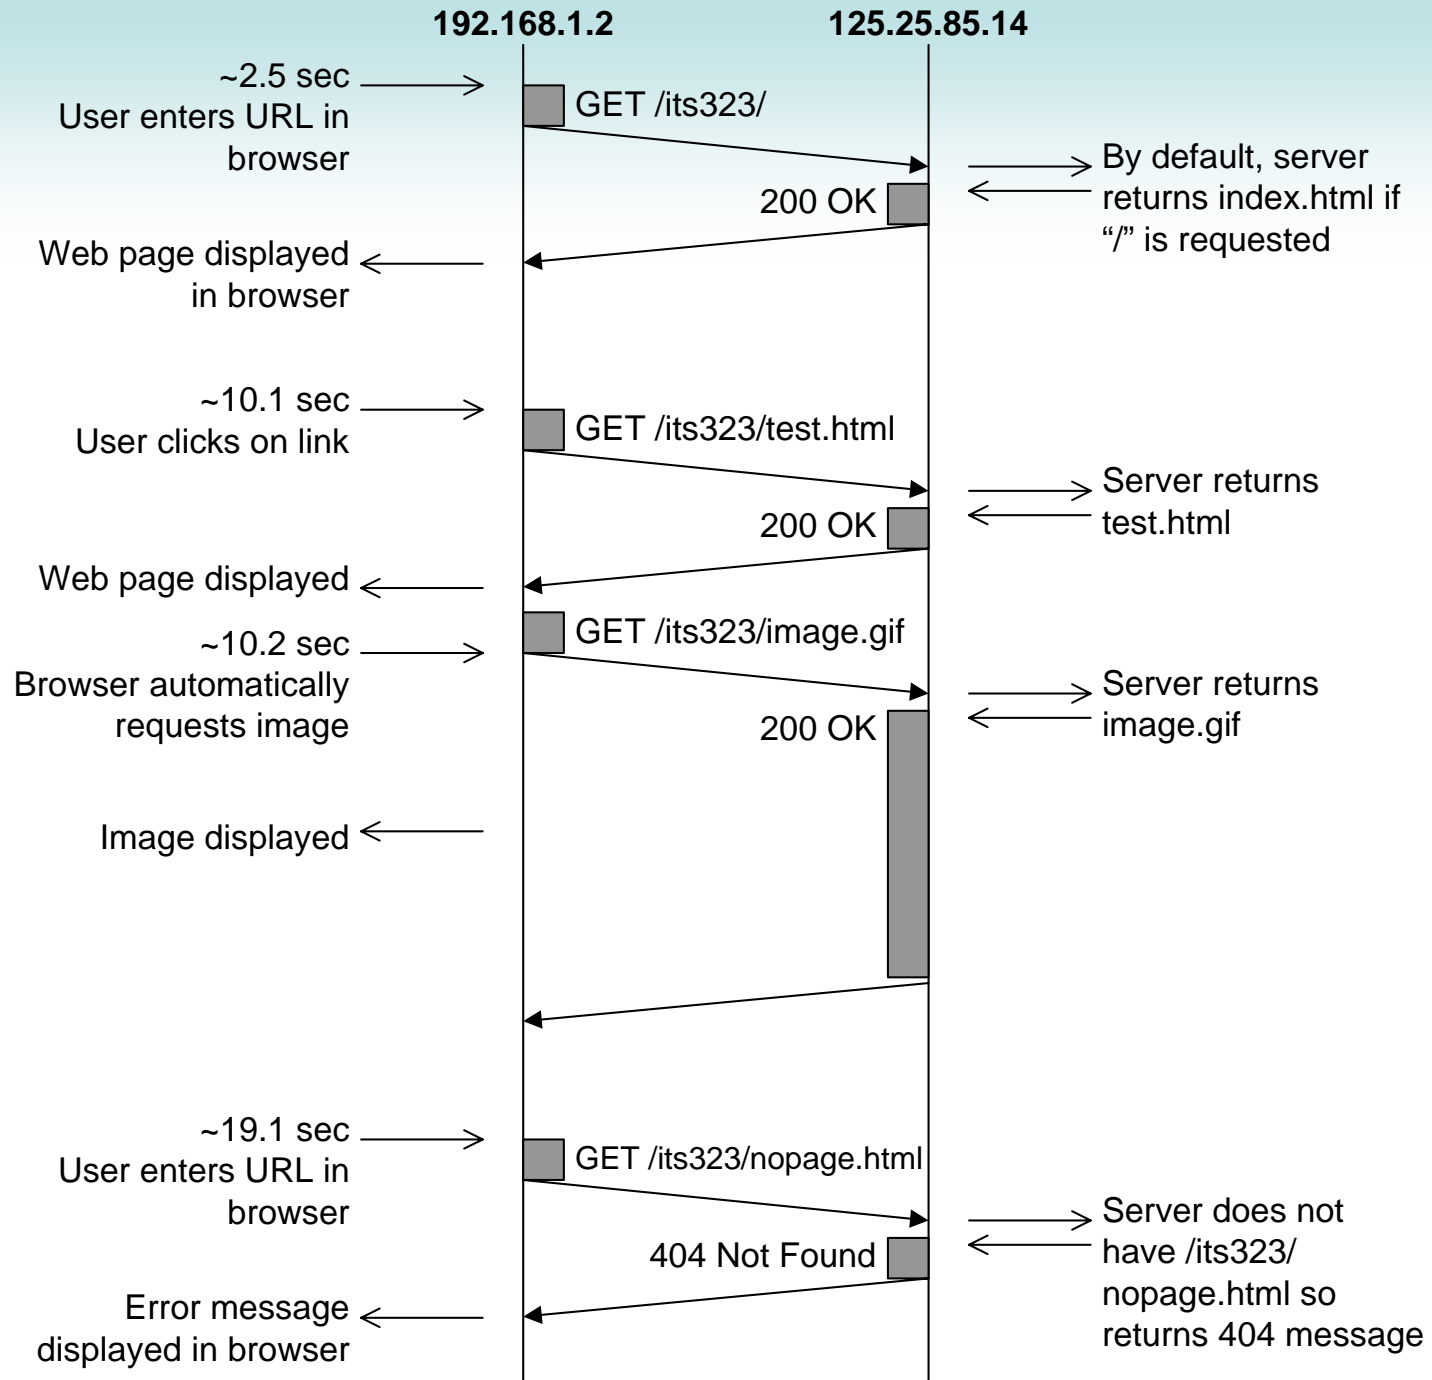 192.168.1.2
125.25.85.14
~2.5 sec
User enters URL in
browser
GET /its323/
By default, server
returns index.html if
“/” is requested
200 OK
Web page displayed
in browser
~10.1 sec
User clicks on link
GET /its323/test.html
Server returns
test.html
200 OK
Web page displayed
GET /its323/image.gif
~10.2 sec
Browser automatically
requests image
Server returns
image.gif
200 OK
Image displayed
~19.1 sec
User enters URL in
browser
GET /its323/nopage.html
Server does not
have /its323/
nopage.html so
returns 404 message
404 Not Found
Error message
displayed in browser